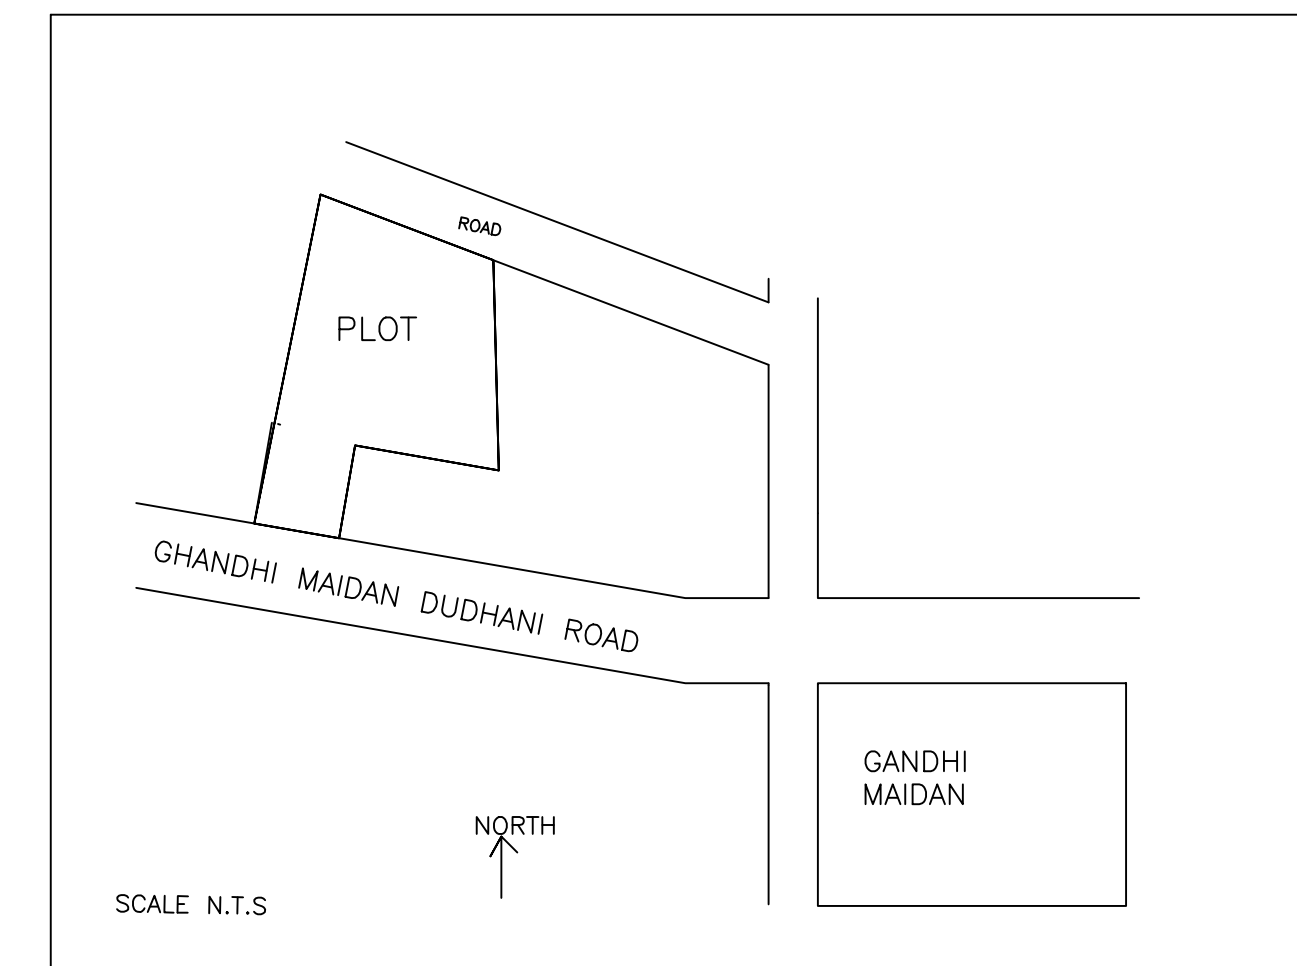 ROAD
PLOT
GHANDHI MAIDAN DUDHANI ROAD
GANDHI
MAIDAN
NORTH
SCALE N.T.S